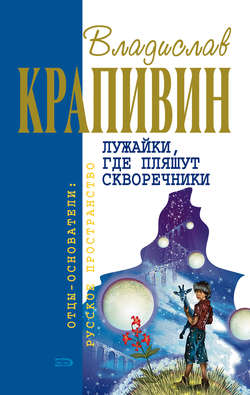 Владислав
КРАПИВИН
ЛУЖАЙКИ,
ГДЕ ПЛЯШУТ
СКВОРЕЧНИКИ
ОТЦЫ-ОСНОВАТЕЛИ:
РУССКОЕ ПРОСТРАНСТВО